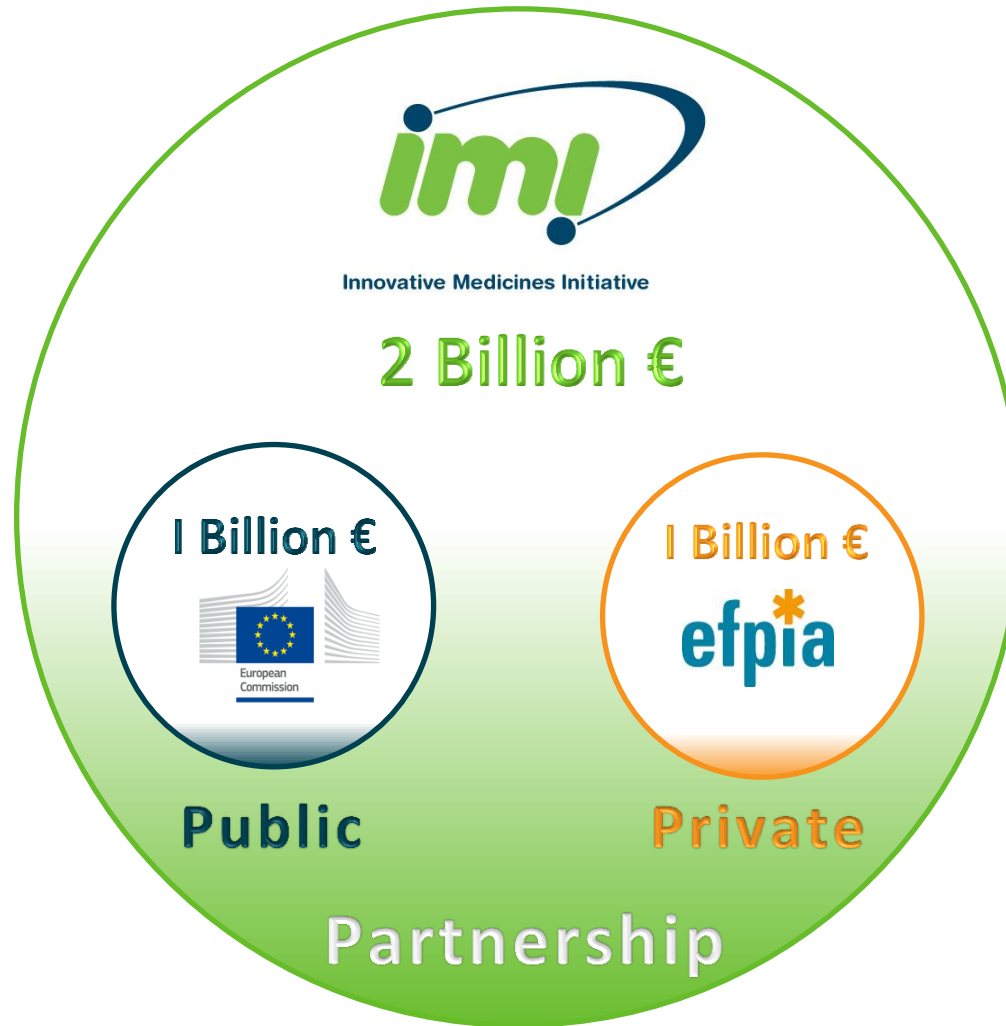 imi
Innovative Medicines Initiative
2 Billion €
I Billion €
European
Commission
I Billion €
efpia
Public
Private
Partnership